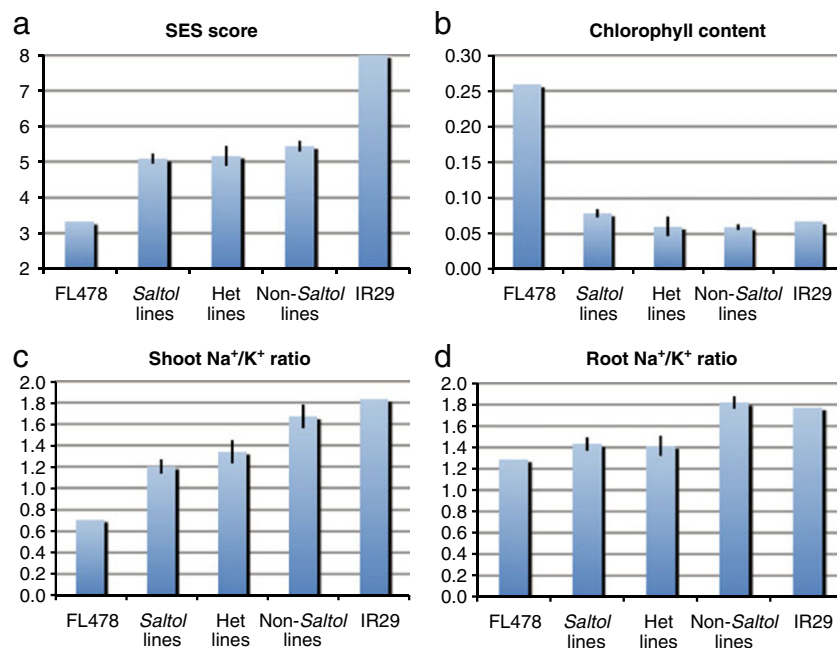 a
SES score
8
7
6
5
4
3
2
FL478
Saltol lines
Het lines
Non-Saltol lines
IR29
b
Chlorophyll content
0.30
0.25
0.20
0.15
0.10
0.05
0.00
FL478
Saltol lines
Het lines
Non-Saltol lines
IR29
c
Shoot Na⁺/K⁺ ratio
2.0
1.8
1.6
1.4
1.2
1.0
0.8
0.6
0.4
0.2
0.0
FL478
Saltol lines
Het lines
Non-Saltol lines
IR29
d
Root Na⁺/K⁺ ratio
2.0
1.8
1.6
1.4
1.2
1.0
0.8
0.6
0.4
0.2
0.0
FL478
Saltol lines
Het lines
Non-Saltol lines
IR29